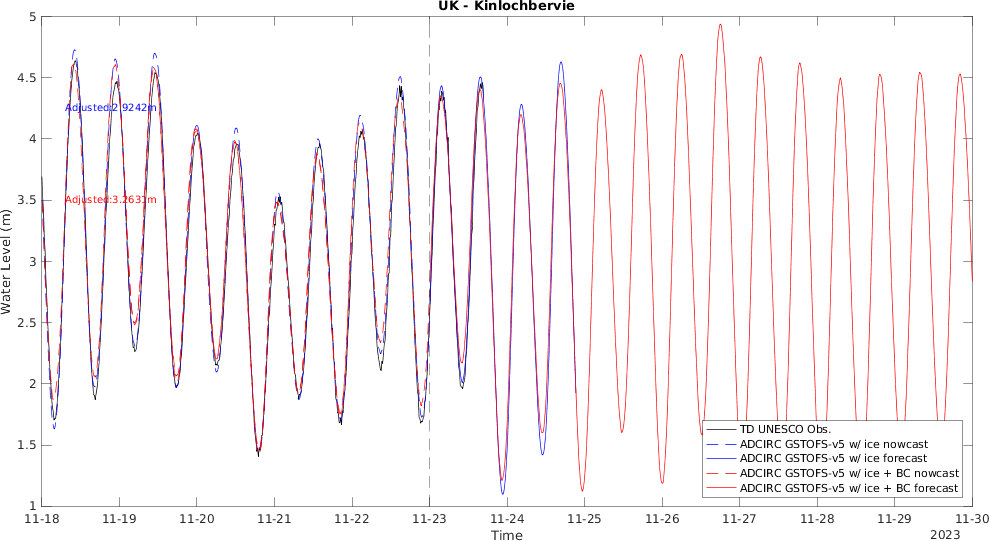 UK - Kinlochbervie
5
4.5
4
3.5
3
2.5
2
1.5
1
Water Level (m)
Adjusted:2.9242m
Adjusted:3.2631m
TD UNESCO Obs.
ADCIRC GSTOFS-v5 w/ ice nowcast
ADCIRC GSTOFS-v5 w/ ice forecast
ADCIRC GSTOFS-v5 w/ ice + BC nowcast
ADCIRC GSTOFS-v5 w/ ice + BC forecast
11-18 11-19 11-20 11-21 11-22 11-23 11-24 11-25 11-26 11-27 11-28 11-29 11-30
Time
2023